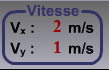 Vitesse
Vx : 2 m/s
Vy : 1 m/s